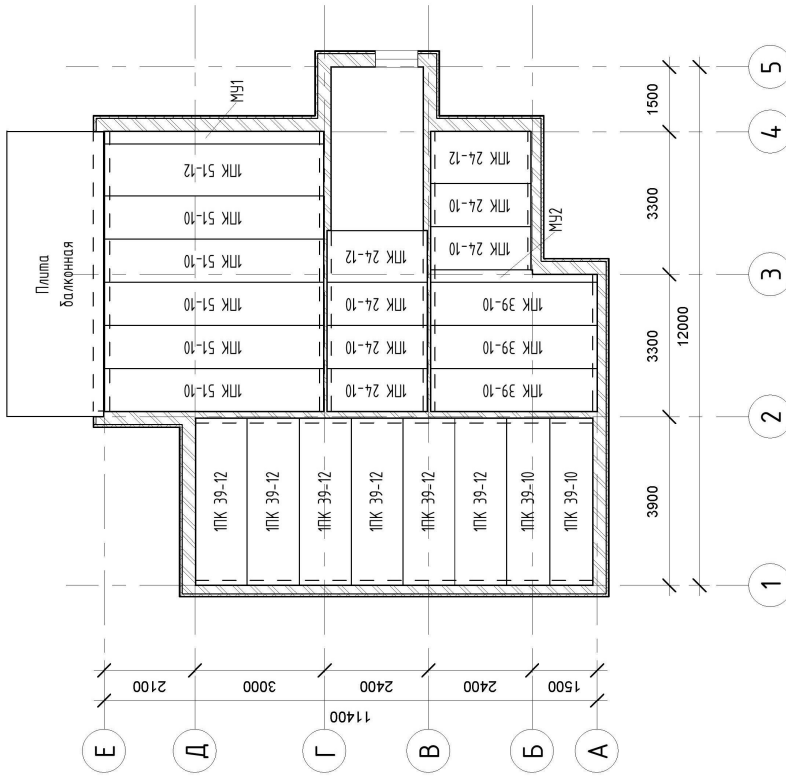 Плита
балконная
МУ1
1ПК 51-12
1ПК 51-10
1ПК 51-10
1ПК 51-10
1ПК 51-10
1ПК 51-10
1ПК 24-12
1ПК 24-10
1ПК 24-10
1ПК 24-10
1ПК 24-12
1ПК 24-10
1ПК 24-10
МУ2
1ПК 39-10
1ПК 39-10
1ПК 39-10
1ПК 39-12
1ПК 39-12
1ПК 39-12
1ПК 39-12
1ПК 39-12
1ПК 39-12
1ПК 39-10
1ПК 39-10
2100
3000
2400
2400
1500
11400
Е
Д
Г
В
Б
А
3900
3300
3300
1500
12000
1
2
3
4
5